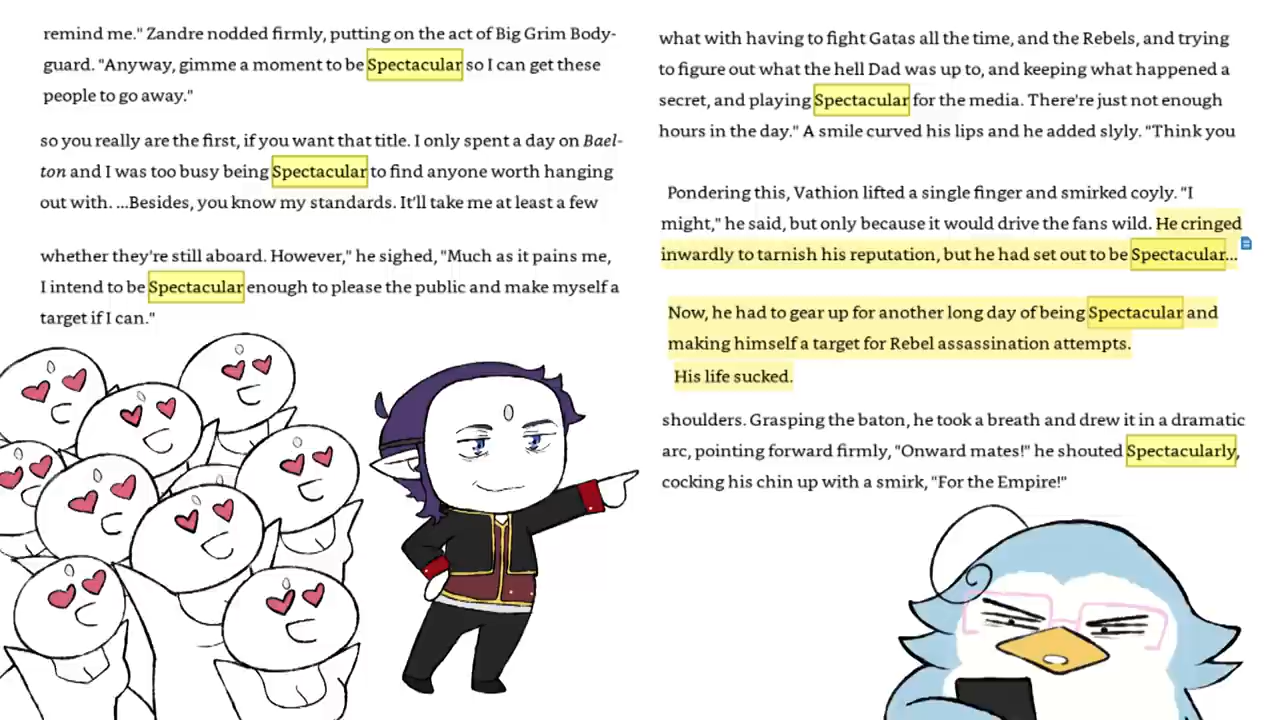 remind me." Zandre nodded firmly, putting on the act of Big Grim Body-
guard. "Anyway, gimme a moment to be Spectacular so I can get these
people to go away."
so you really are the first, if you want that title. I only spent a day on Bael-
ton and I was too busy being Spectacular to find anyone worth hanging
out with. ...Besides, you know my standards. It'll take me at least a few
whether they're still aboard. However," he sighed, "Much as it pains me,
I intend to be Spectacular enough to please the public and make myself a
target if I can."
what with having to fight Gatas all the time, and the Rebels, and trying
to figure out what the hell Dad was up to, and keeping what happened a
secret, and playing Spectacular for the media. There're just not enough
hours in the day." A smile curved his lips and he added slyly. "Think you
Pondering this, Vathion lifted a single finger and smirked coyly. "I
might," he said, but only because it would drive the fans wild. He cringed
inwardly to tarnish his reputation, but he had set out to be Spectacular...
Now, he had to gear up for another long day of being Spectacular and
making himself a target for Rebel assassination attempts.
His life sucked.
shoulders. Grasping the baton, he took a breath and drew it in a dramatic
arc, pointing forward firmly, "Onward mates!" he shouted Spectacularly,
cocking his chin up with a smirk, "For the Empire!"